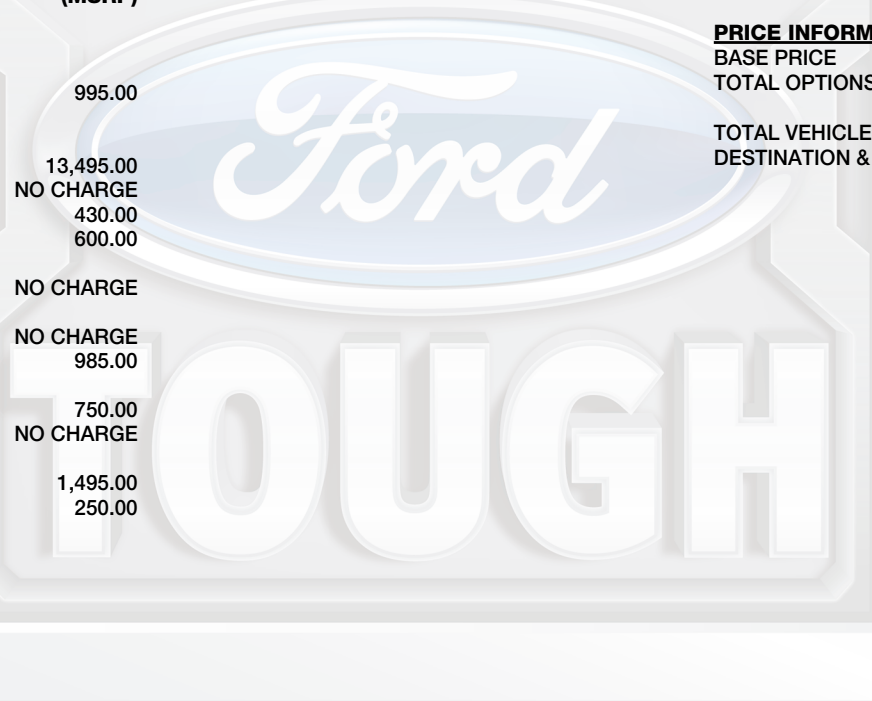 (MSRP)
995.00
13,495.00
NO CHARGE
430.00
600.00
NO CHARGE
NO CHARGE
985.00
750.00
NO CHARGE
1,495.00
250.00
PRICE INFORM
BASE PRICE
TOTAL OPTIONS
TOTAL VEHICLE
DESTINATION &
Ford
TOUGH